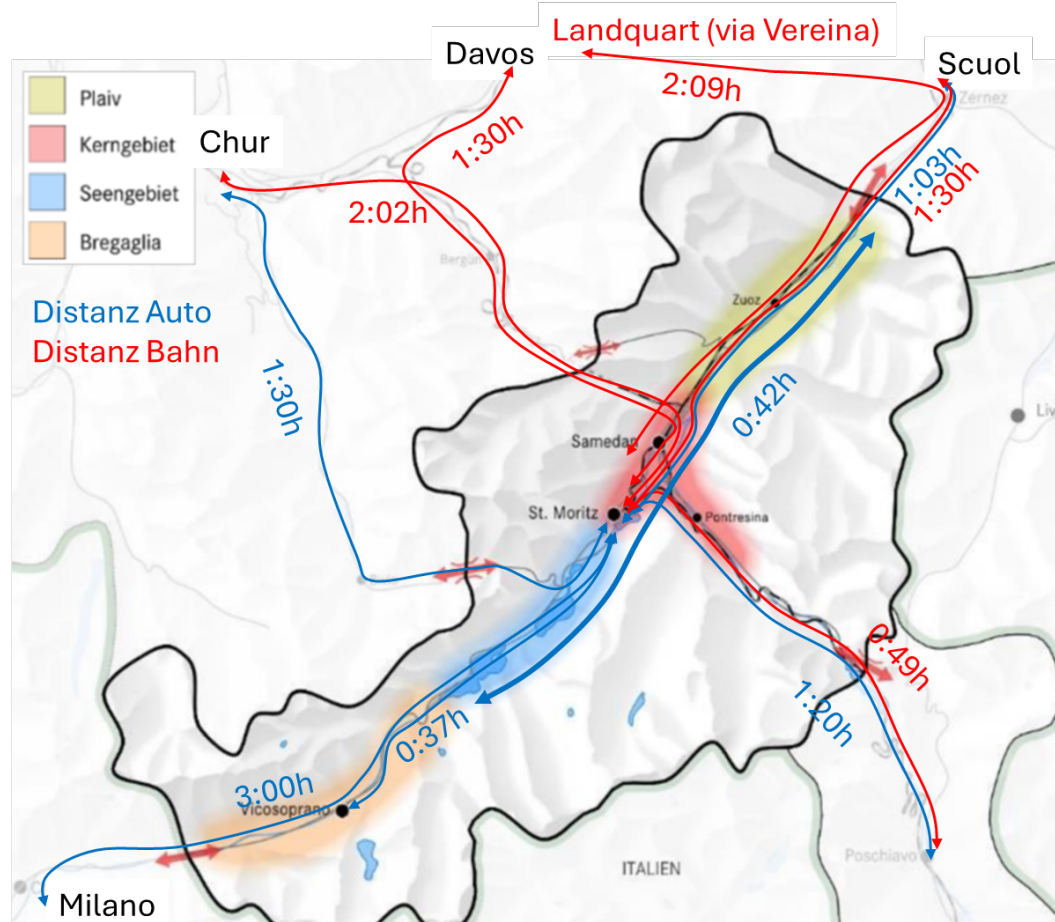 Landquart (via Vereina)
Davos
Scuol
Plaiv
Kerngebiet
Seengebiet
Bregaglia
Chur
2:09h
Zernez
1:30h
1:03h
1:30h
2:02h
Bergün
Zuoz
Distanz Auto
Distanz Bahn
1:30h
0:42h
Samedan
St. Moritz
Pontresina
0:49h
1:20h
0:37h
3:00h
Vicosoprano
Poschiavo
ITALIEN
Milano